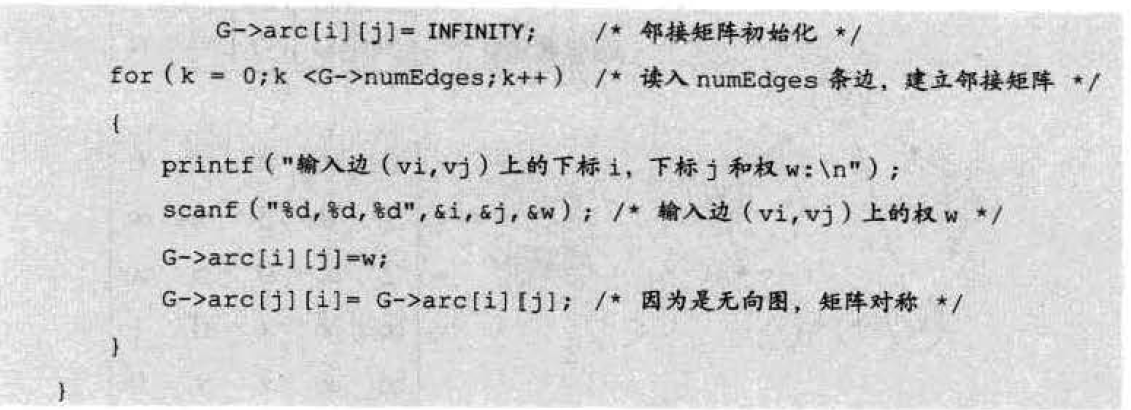 G->arc[i][j]= INFINITY; /* 邻接矩阵初始化 */
for (k = 0;k <G->numEdges;k++) /* 读入 numEdges 条边，建立邻接矩阵 */
{
printf ("输入边 (vi,vj) 上的下标 i，下标 j 和权 w:\n");
scanf ("%d,%d,%d",&i,&j,&w); /* 输入边 (vi,vj) 上的权 w */
G->arc[i][j]=w;
G->arc[j][i]= G->arc[i][j]; /* 因为是无向图，矩阵对称 */
}
}